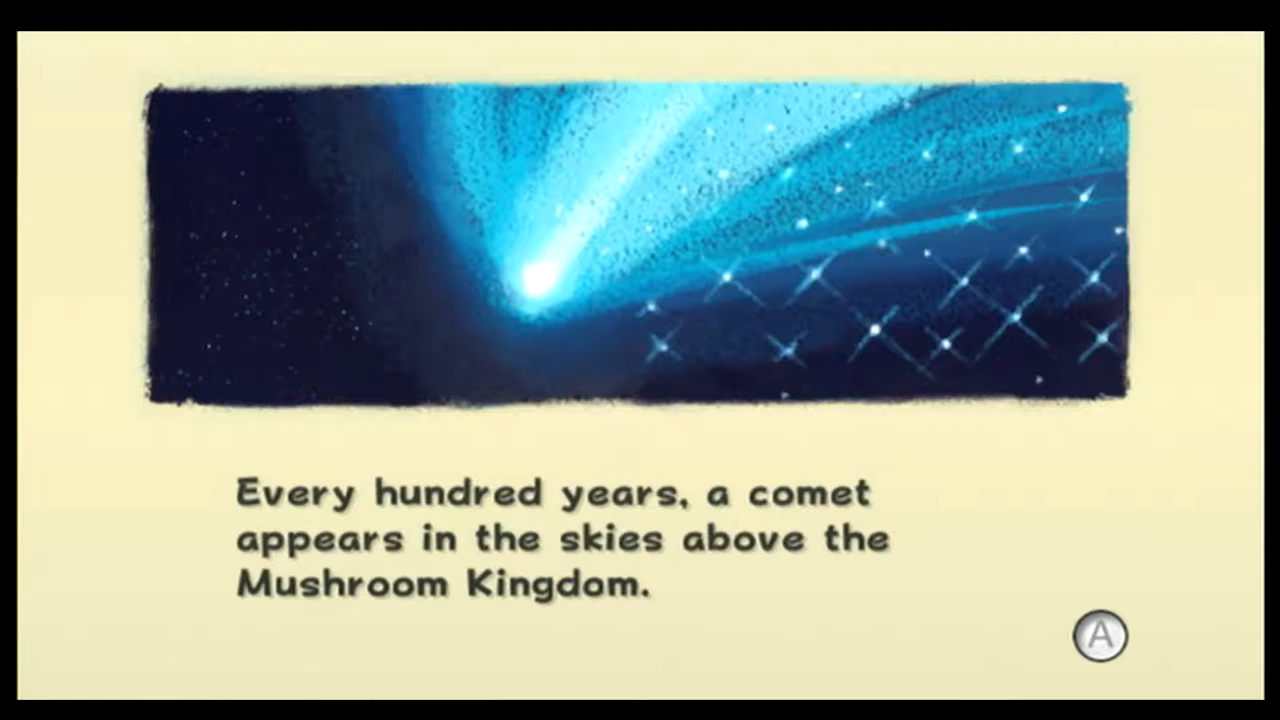 Every hundred years, a comet
appears in the skies above the
Mushroom Kingdom.
A